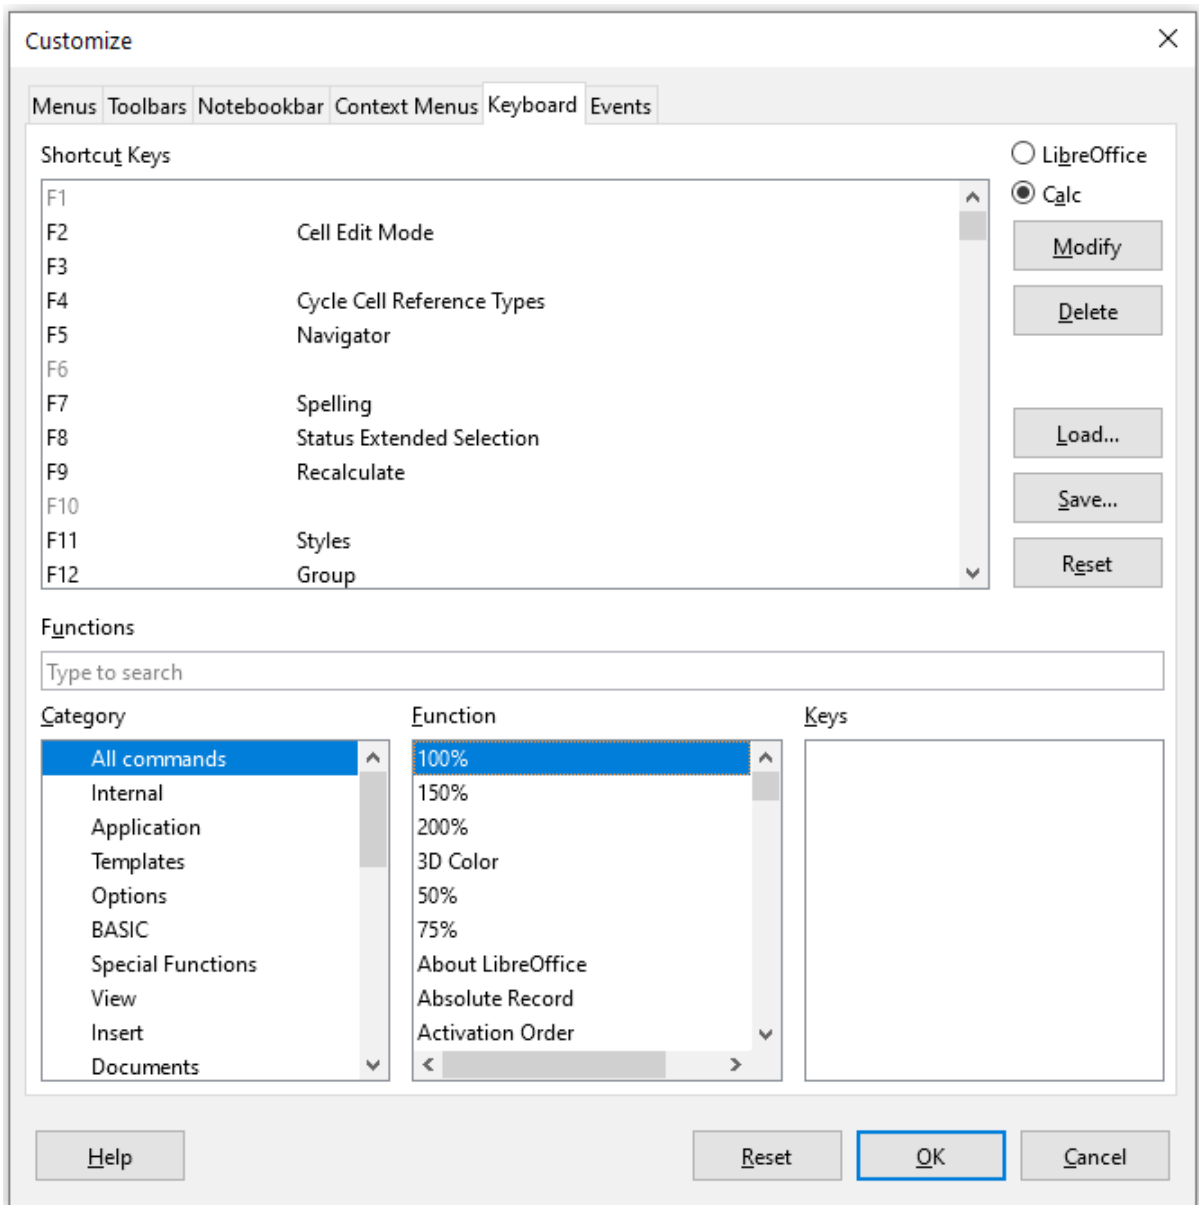 Customize
Menus Toolbars Notebookbar Context Menus Keyboard Events
Shortcut Keys
LibreOffice
Calc
F1
F2 Cell Edit Mode
F3
F4 Cycle Cell Reference Types
F5 Navigator
F6
F7 Spelling
F8 Status Extended Selection
F9 Recalculate
F10
F11 Styles
F12 Group
Modify
Delete
Load...
Save...
Reset
Functions
Type to search
Category
All commands
Internal
Application
Templates
Options
BASIC
Special Functions
View
Insert
Documents
Function
100%
150%
200%
3D Color
50%
75%
About LibreOffice
Absolute Record
Activation Order
Keys
Help Reset OK Cancel